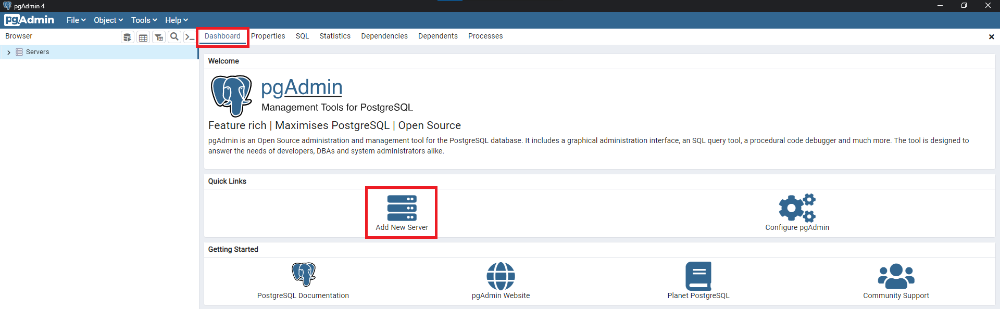 pgAdmin 4
pgAdmin File Object Tools Help
Browser
Dashboard Properties SQL Statistics Dependencies Dependents Processes
Servers
Welcome
pgAdmin
Management Tools for PostgreSQL
Feature rich | Maximises PostgreSQL | Open Source
pgAdmin is an Open Source administration and management tool for the PostgreSQL database. It includes a graphical administration interface, an SQL query tool, a procedural code debugger and much more. The tool is designed to
answer the needs of developers, DBAs and system administrators alike.
Quick Links
Add New Server
Configure pgAdmin
Getting Started
PostgreSQL Documentation
pgAdmin Website
Planet PostgreSQL
Community Support